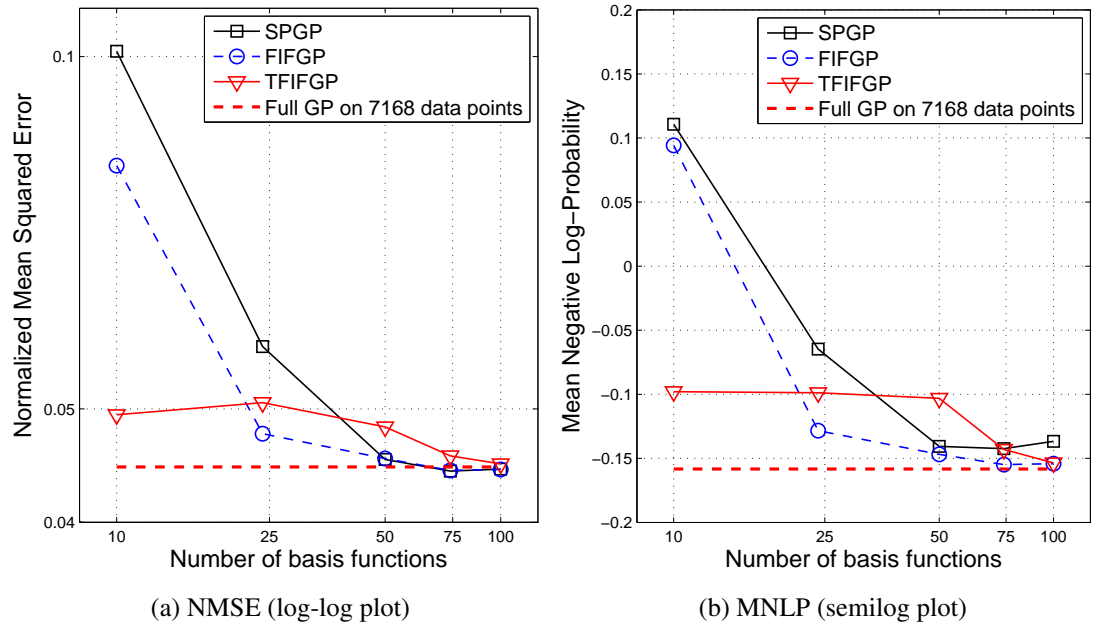 SPGP
FIFGP
TFIFGP
Full GP on 7168 data points
Normalized Mean Squared Error
0.1
0.05
0.04
10
25
50
75
100
Number of basis functions
(a) NMSE (log-log plot)
SPGP
FIFGP
TFIFGP
Full GP on 7168 data points
Mean Negative Log−Probability
0.2
0.15
0.1
0.05
0
−0.05
−0.1
−0.15
−0.2
10
25
50
75
100
Number of basis functions
(b) MNLP (semilog plot)